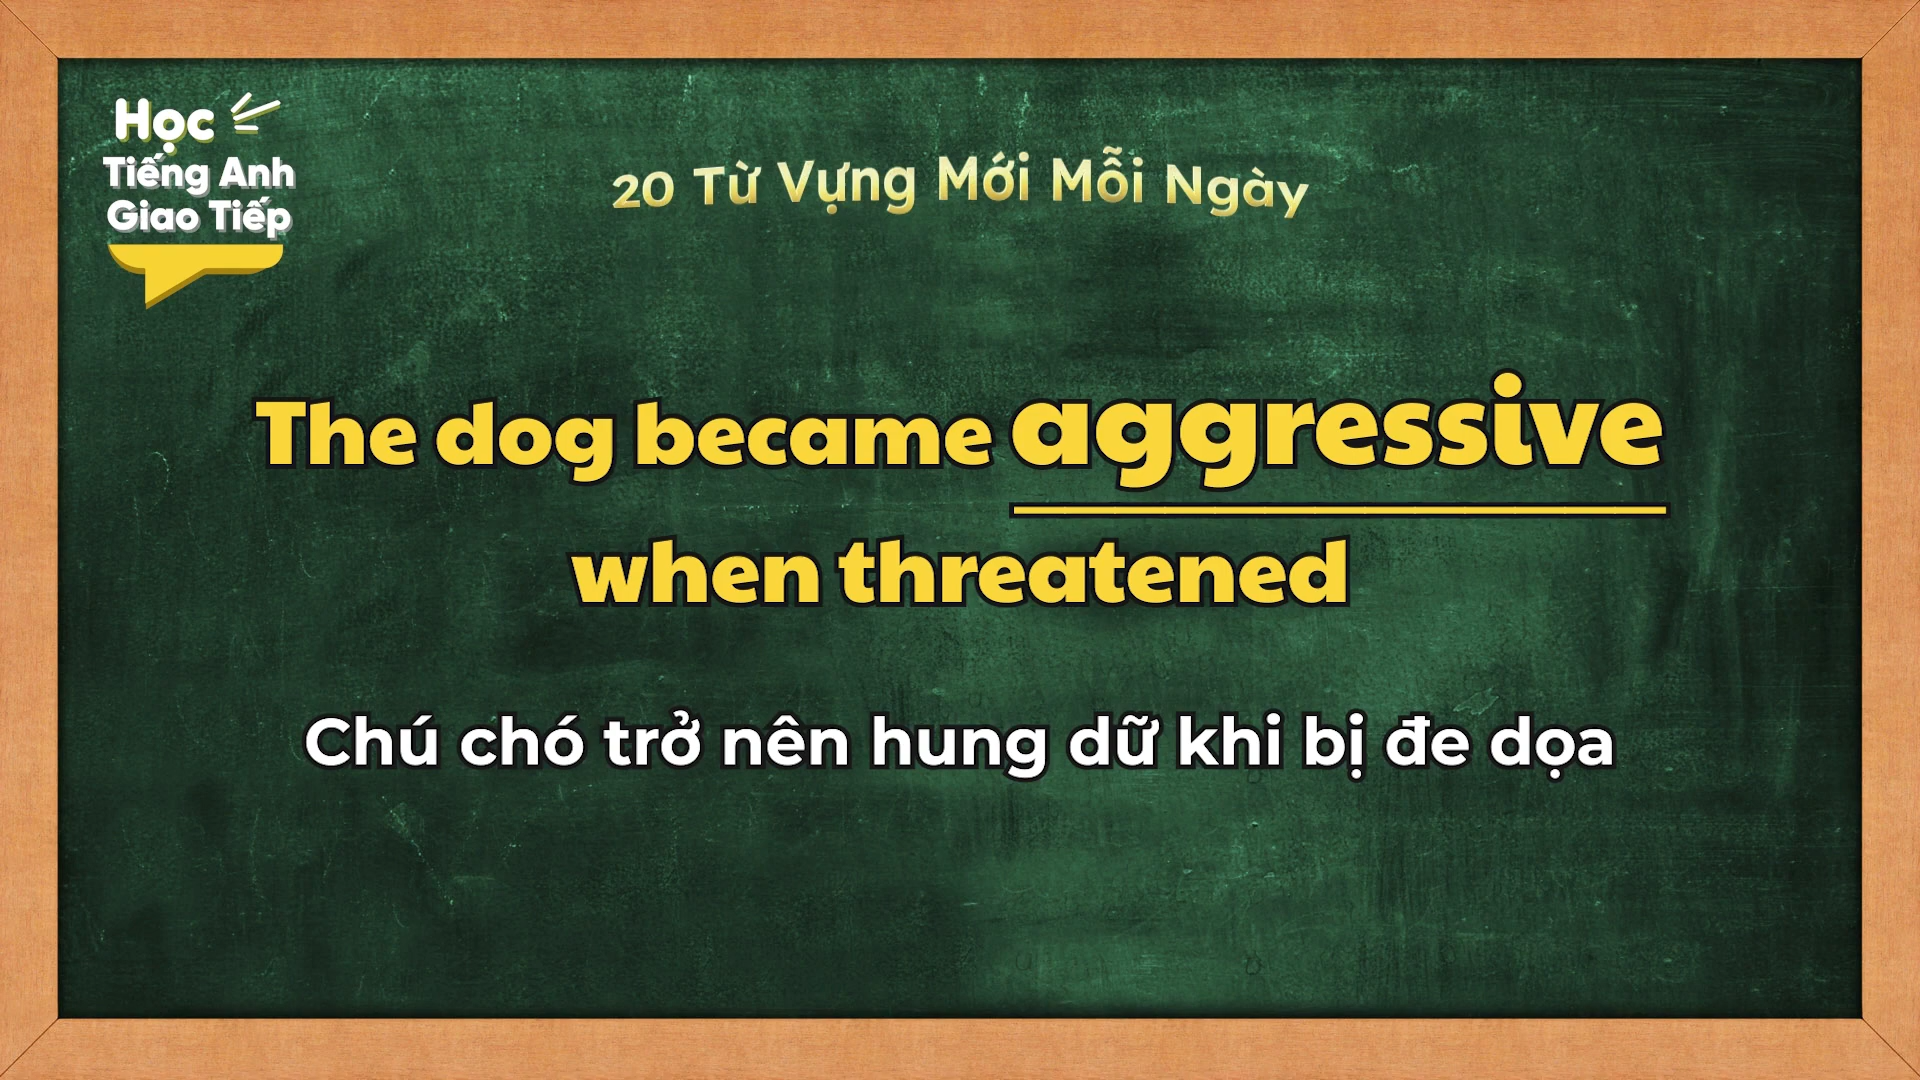 Học
Tiếng Anh
Giao Tiếp
20 Từ Vựng Mới Mỗi Ngày
The dog became aggressive
when threatened
Chú chó trở nên hung dữ khi bị đe dọa